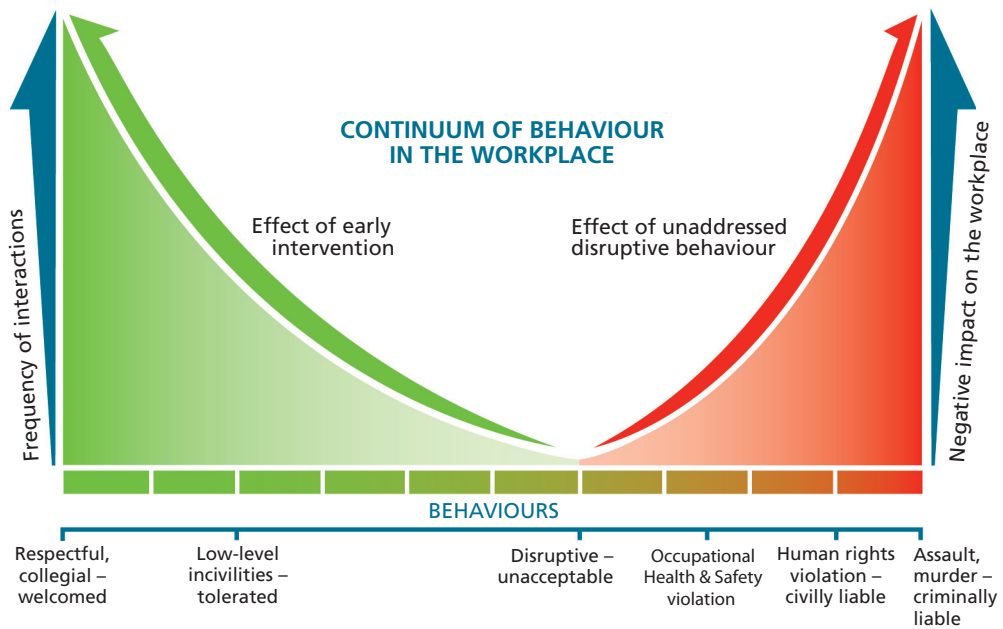 CONTINUUM OF BEHAVIOUR
IN THE WORKPLACE
Frequency of interactions
Effect of early
intervention
Effect of unaddressed
disruptive behaviour
Negative impact on the workplace
BEHAVIOURS
Respectful,
collegial –
welcomed
Low-level
incivilities –
tolerated
Disruptive –
unacceptable
Occupational
Health & Safety
violation
Human rights
violation –
civilly liable
Assault,
murder –
criminally
liable